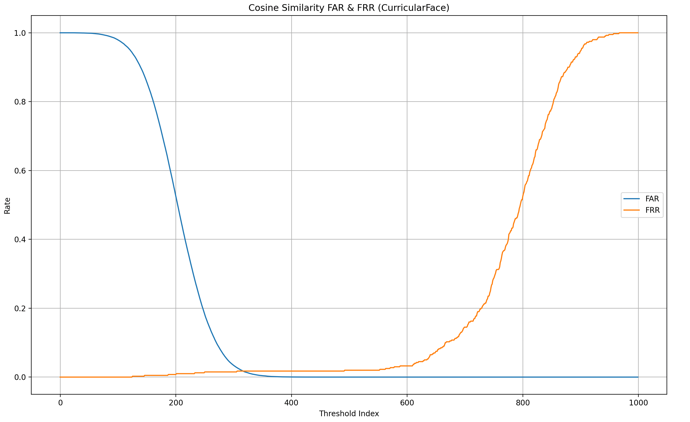 Cosine Similarity FAR & FRR (CurricularFace)
1.0
0.8
0.6
0.4
0.2
0.0
Rate
FAR
FRR
0 200 400 600 800 1000
Threshold Index